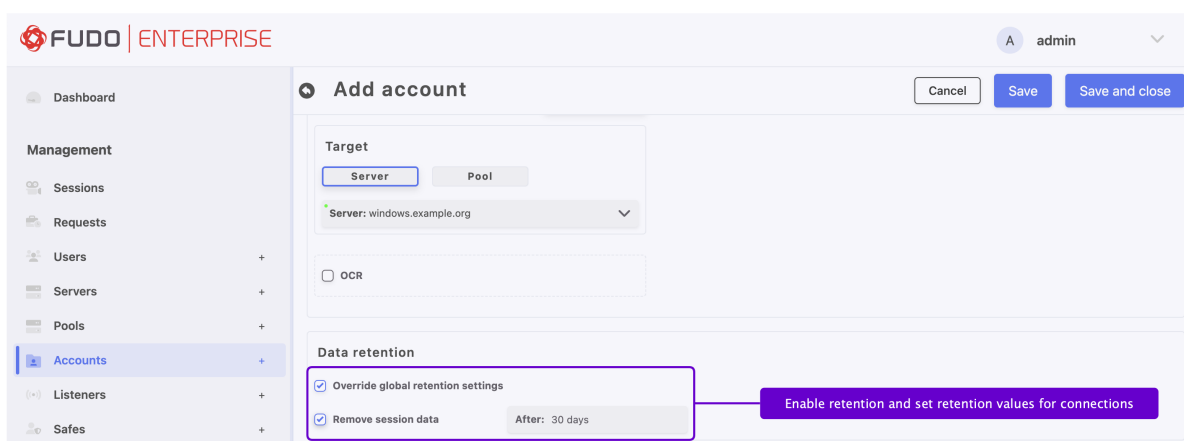 FUDO | ENTERPRISE
A admin
Dashboard
Management
Sessions
Requests
Users +
Servers +
Pools +
Accounts +
Listeners +
Safes +
Add account
Cancel
Save
Save and close
Target
Server
Pool
Server: windows.example.org
OCR
Data retention
Override global retention settings
Remove session data
After: 30 days
Enable retention and set retention values for connections